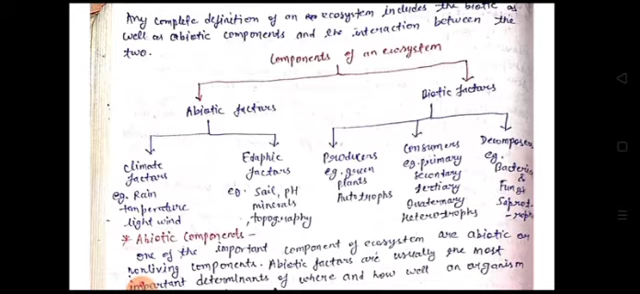 Any complete definition of an ecosystem includes the biotic as
well as abiotic components and the interaction between the
two.
Components of an ecosystem
Abiotic factors
Biotic factors
Climate
factors
eg. Rain
temperature
light wind
Edaphic
factors
eg. Soil, pH
minerals
, topography
Producers
eg. green
plants
Autotrophs
Consumers
eg. primary
Secondary
tertiary
Quaternary
Heterotrophs
Decomposers
eg.
Bacteria
&
Fungi
Saprot-
-rophs
* Abiotic Components -
one of the important component of ecosystem are abiotic or
nonliving components. Abiotic factors are usually the most
important determinants of where and how well an organism